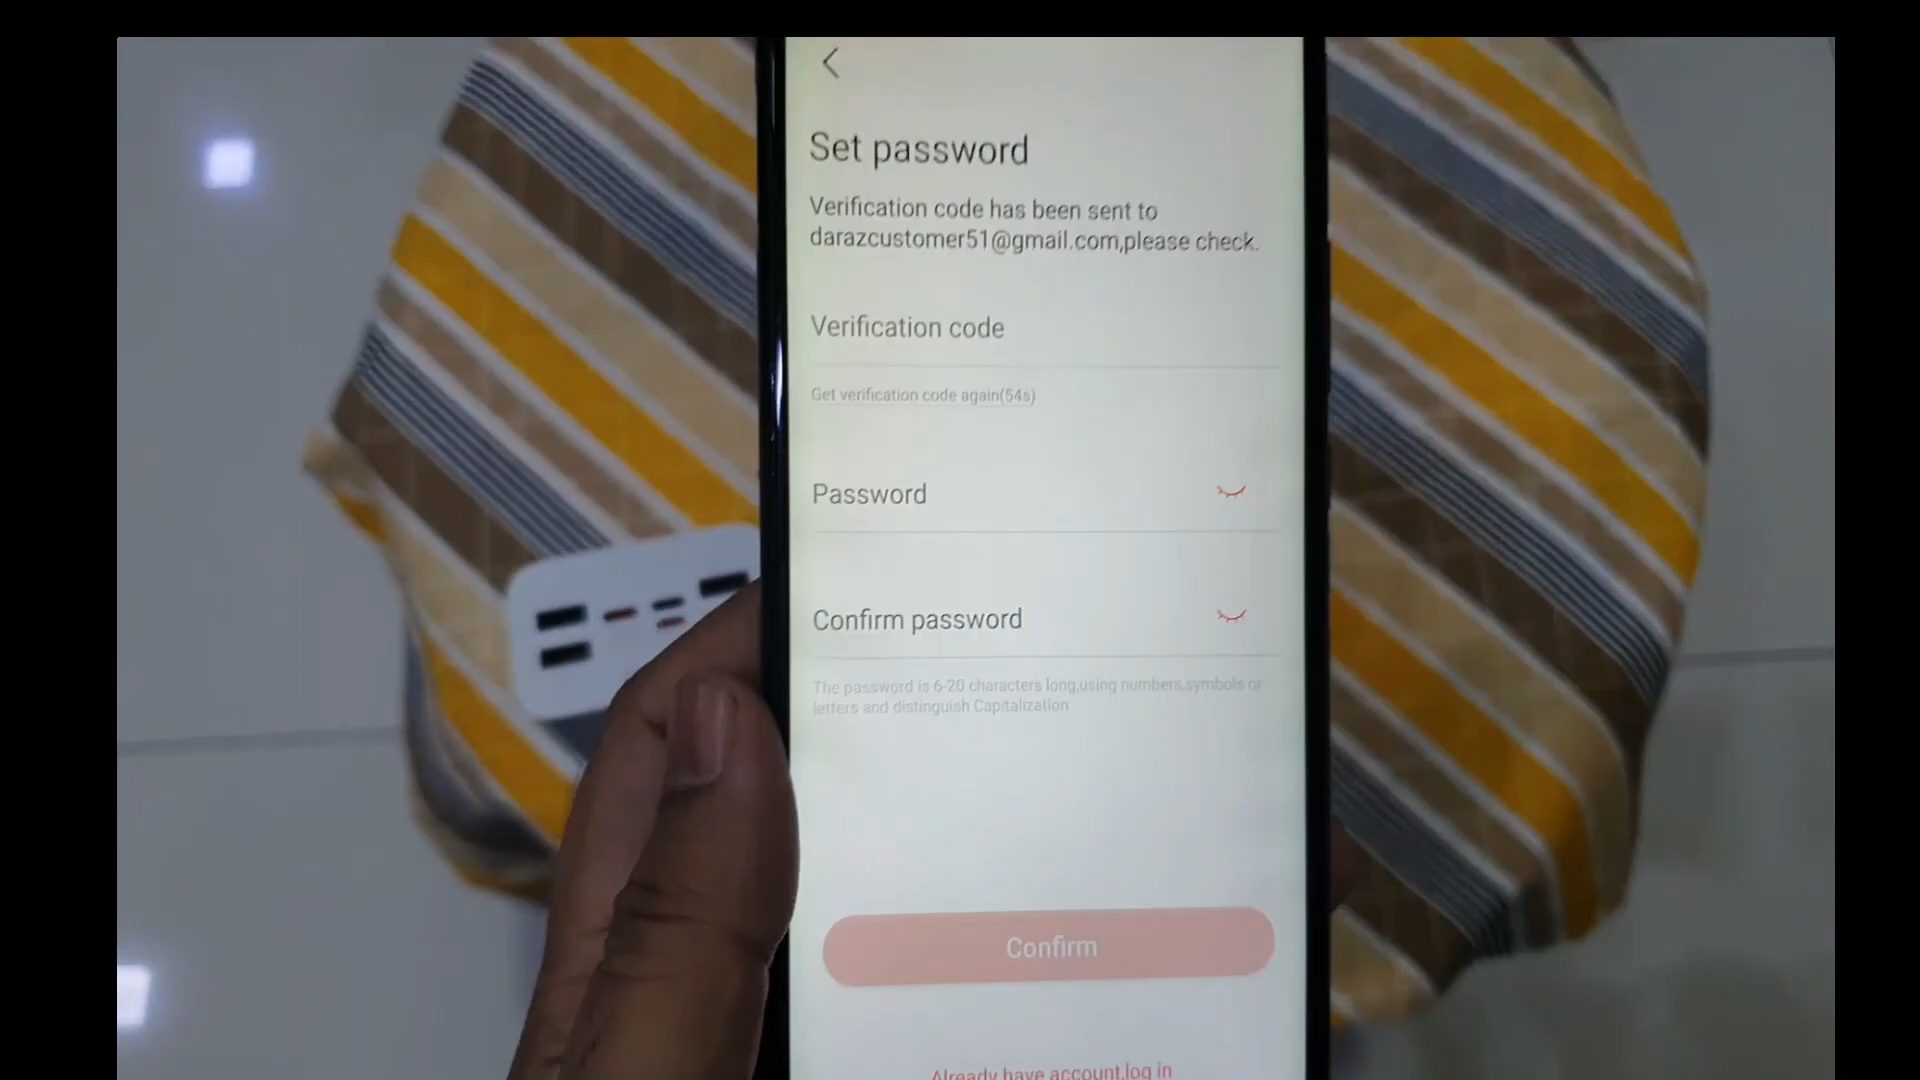 Set password
Verification code has been sent to
darazcustomer51@gmail.com,please check.
Verification code
Get verification code again(54s)
Password
Confirm password
The password is 6-20 characters long,using numbers,symbols or
letters and distinguish Capitalization
Confirm
Already have account,log in